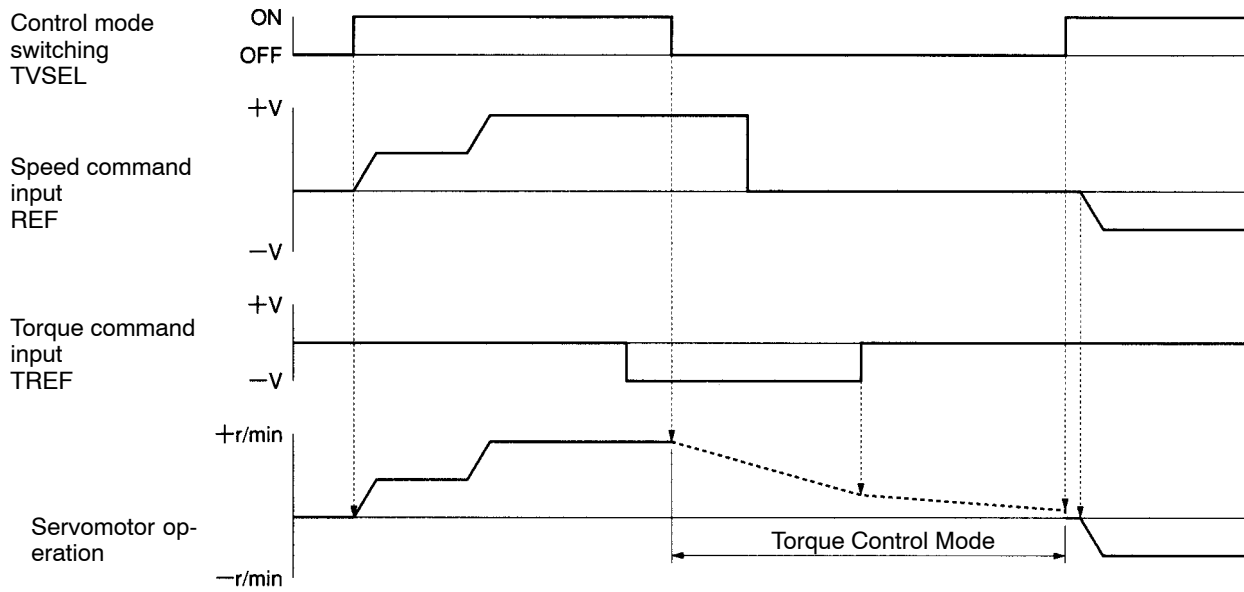 Control mode
switching
TVSEL
ON
OFF
Speed command
input
REF
+V
−V
Torque command
input
TREF
+V
−V
Servomotor op-
eration
+r/min
−r/min
Torque Control Mode